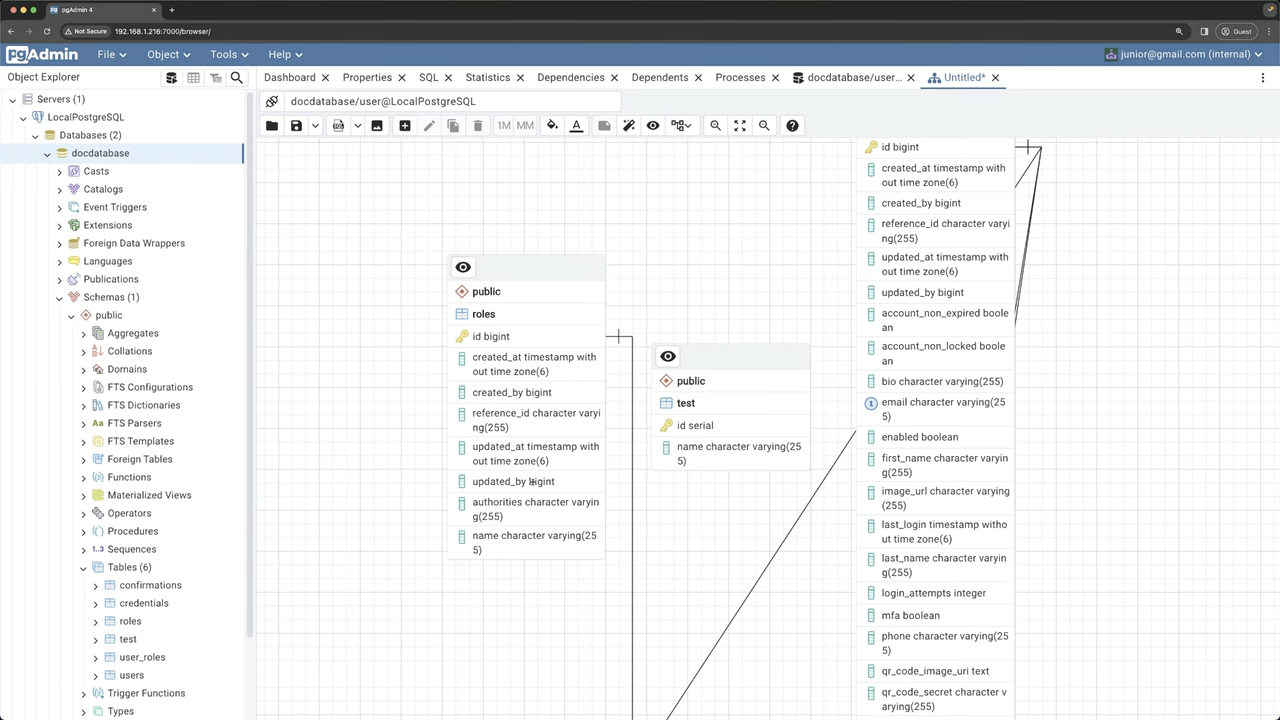 pgAdmin 4
Not Secure
192.168.1.216:7000/browser/
Guest
pgAdmin
File
Object
Tools
Help
junior@gmail.com (internal)
Object Explorer
Dashboard
Properties
SQL
Statistics
Dependencies
Dependents
Processes
docdatabase/user...
Untitled*
docdatabase/user@LocalPostgreSQL
1M
MM
Servers (1)
LocalPostgreSQL
Databases (2)
docdatabase
Casts
Catalogs
Event Triggers
Extensions
Foreign Data Wrappers
Languages
Publications
Schemas (1)
public
Aggregates
Collations
Domains
FTS Configurations
FTS Dictionaries
Aa FTS Parsers
FTS Templates
Foreign Tables
Functions
Materialized Views
Operators
Procedures
1..3 Sequences
Tables (6)
confirmations
credentials
roles
test
user_roles
users
Trigger Functions
Types
public
roles
id bigint
created_at timestamp with
out time zone(6)
created_by bigint
reference_id character varyi
ng(255)
updated_at timestamp with
out time zone(6)
updated_by bigint
authorities character varyin
g(255)
name character varying(25
5)
public
test
id serial
name character varying(25
5)
id bigint
created_at timestamp with
out time zone(6)
created_by bigint
reference_id character varyi
ng(255)
updated_at timestamp with
out time zone(6)
updated_by bigint
account_non_expired boole
an
account_non_locked boole
an
bio character varying(255)
1
email character varying(25
5)
enabled boolean
first_name character varyin
g(255)
image_url character varying
(255)
last_login timestamp witho
ut time zone(6)
last_name character varyin
g(255)
login_attempts integer
mfa boolean
phone character varying(25
5)
qr_code_image_uri text
qr_code_secret character v
arying(255)